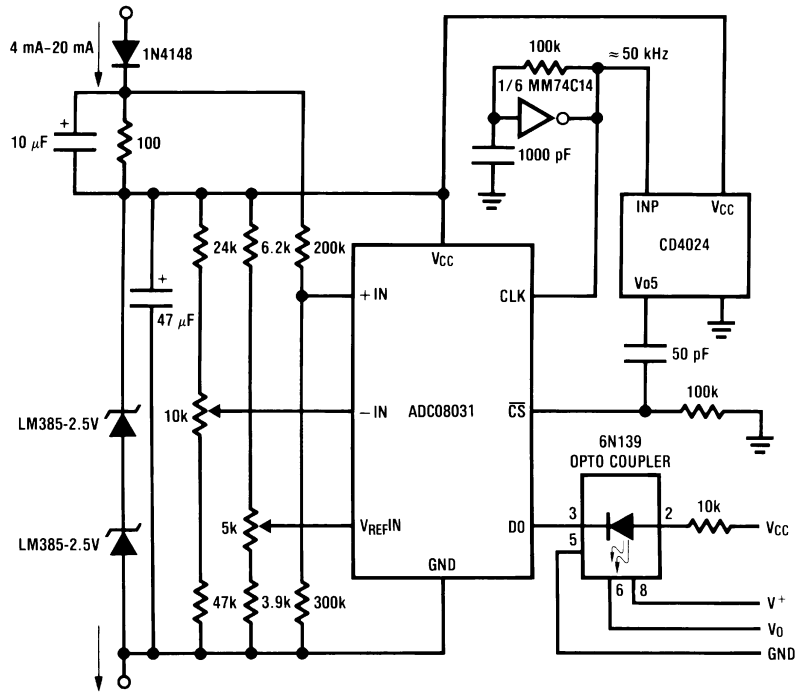 4 mA–20 mA
1N4148
100k
≈ 50 kHz
1/6 MM74C14
10 μF
+
100
1000 pF
INP
VCC
CD4024
Vo5
24k
6.2k
200k
VCC
+IN
CLK
+
47 μF
50 pF
LM385-2.5V
10k
–IN
ADC08031
CS
100k
6N139
OPTO COUPLER
LM385-2.5V
5k
VREFIN
DO
3
2
10k
VCC
5
GND
47k
3.9k
300k
6
8
V+
VO
GND